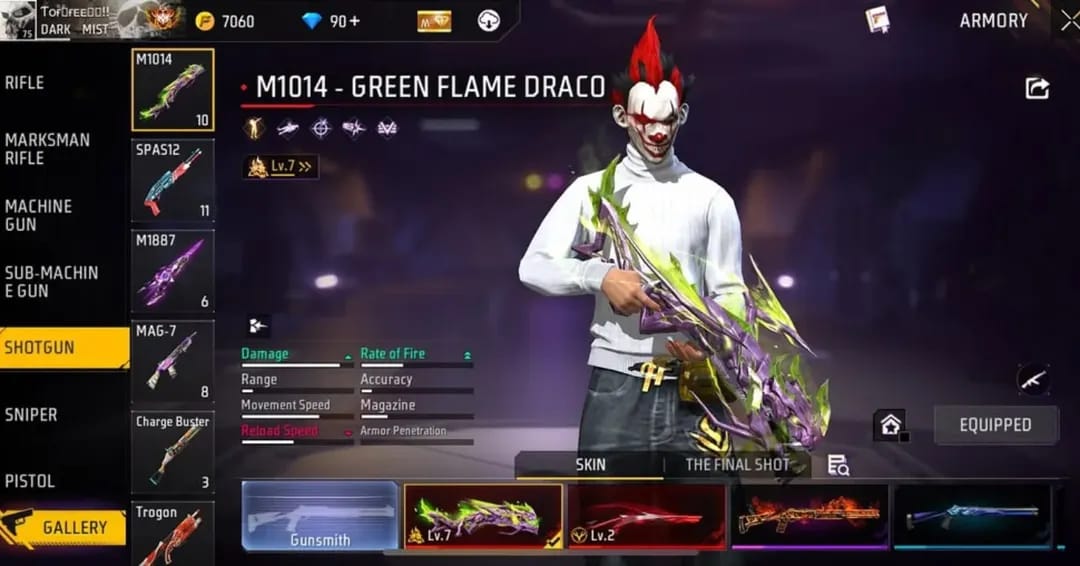 DARK MIST
75
7060
90+
ARMORY
RIFLE
MARKSMAN
RIFLE
MACHINE
GUN
SUB-MACHIN
E GUN
SHOTGUN
SNIPER
PISTOL
GALLERY
M1014
10
SPAS12
11
M1887
6
MAG-7
8
Charge Buster
3
Trogon
M1014 - GREEN FLAME DRACO
Lv.7
Damage
Rate of Fire
Range
Accuracy
Movement Speed
Magazine
Reload Speed
Armor Penetration
EQUIPPED
SKIN
THE FINAL SHOT
Gunsmith
Lv.7
Lv.2